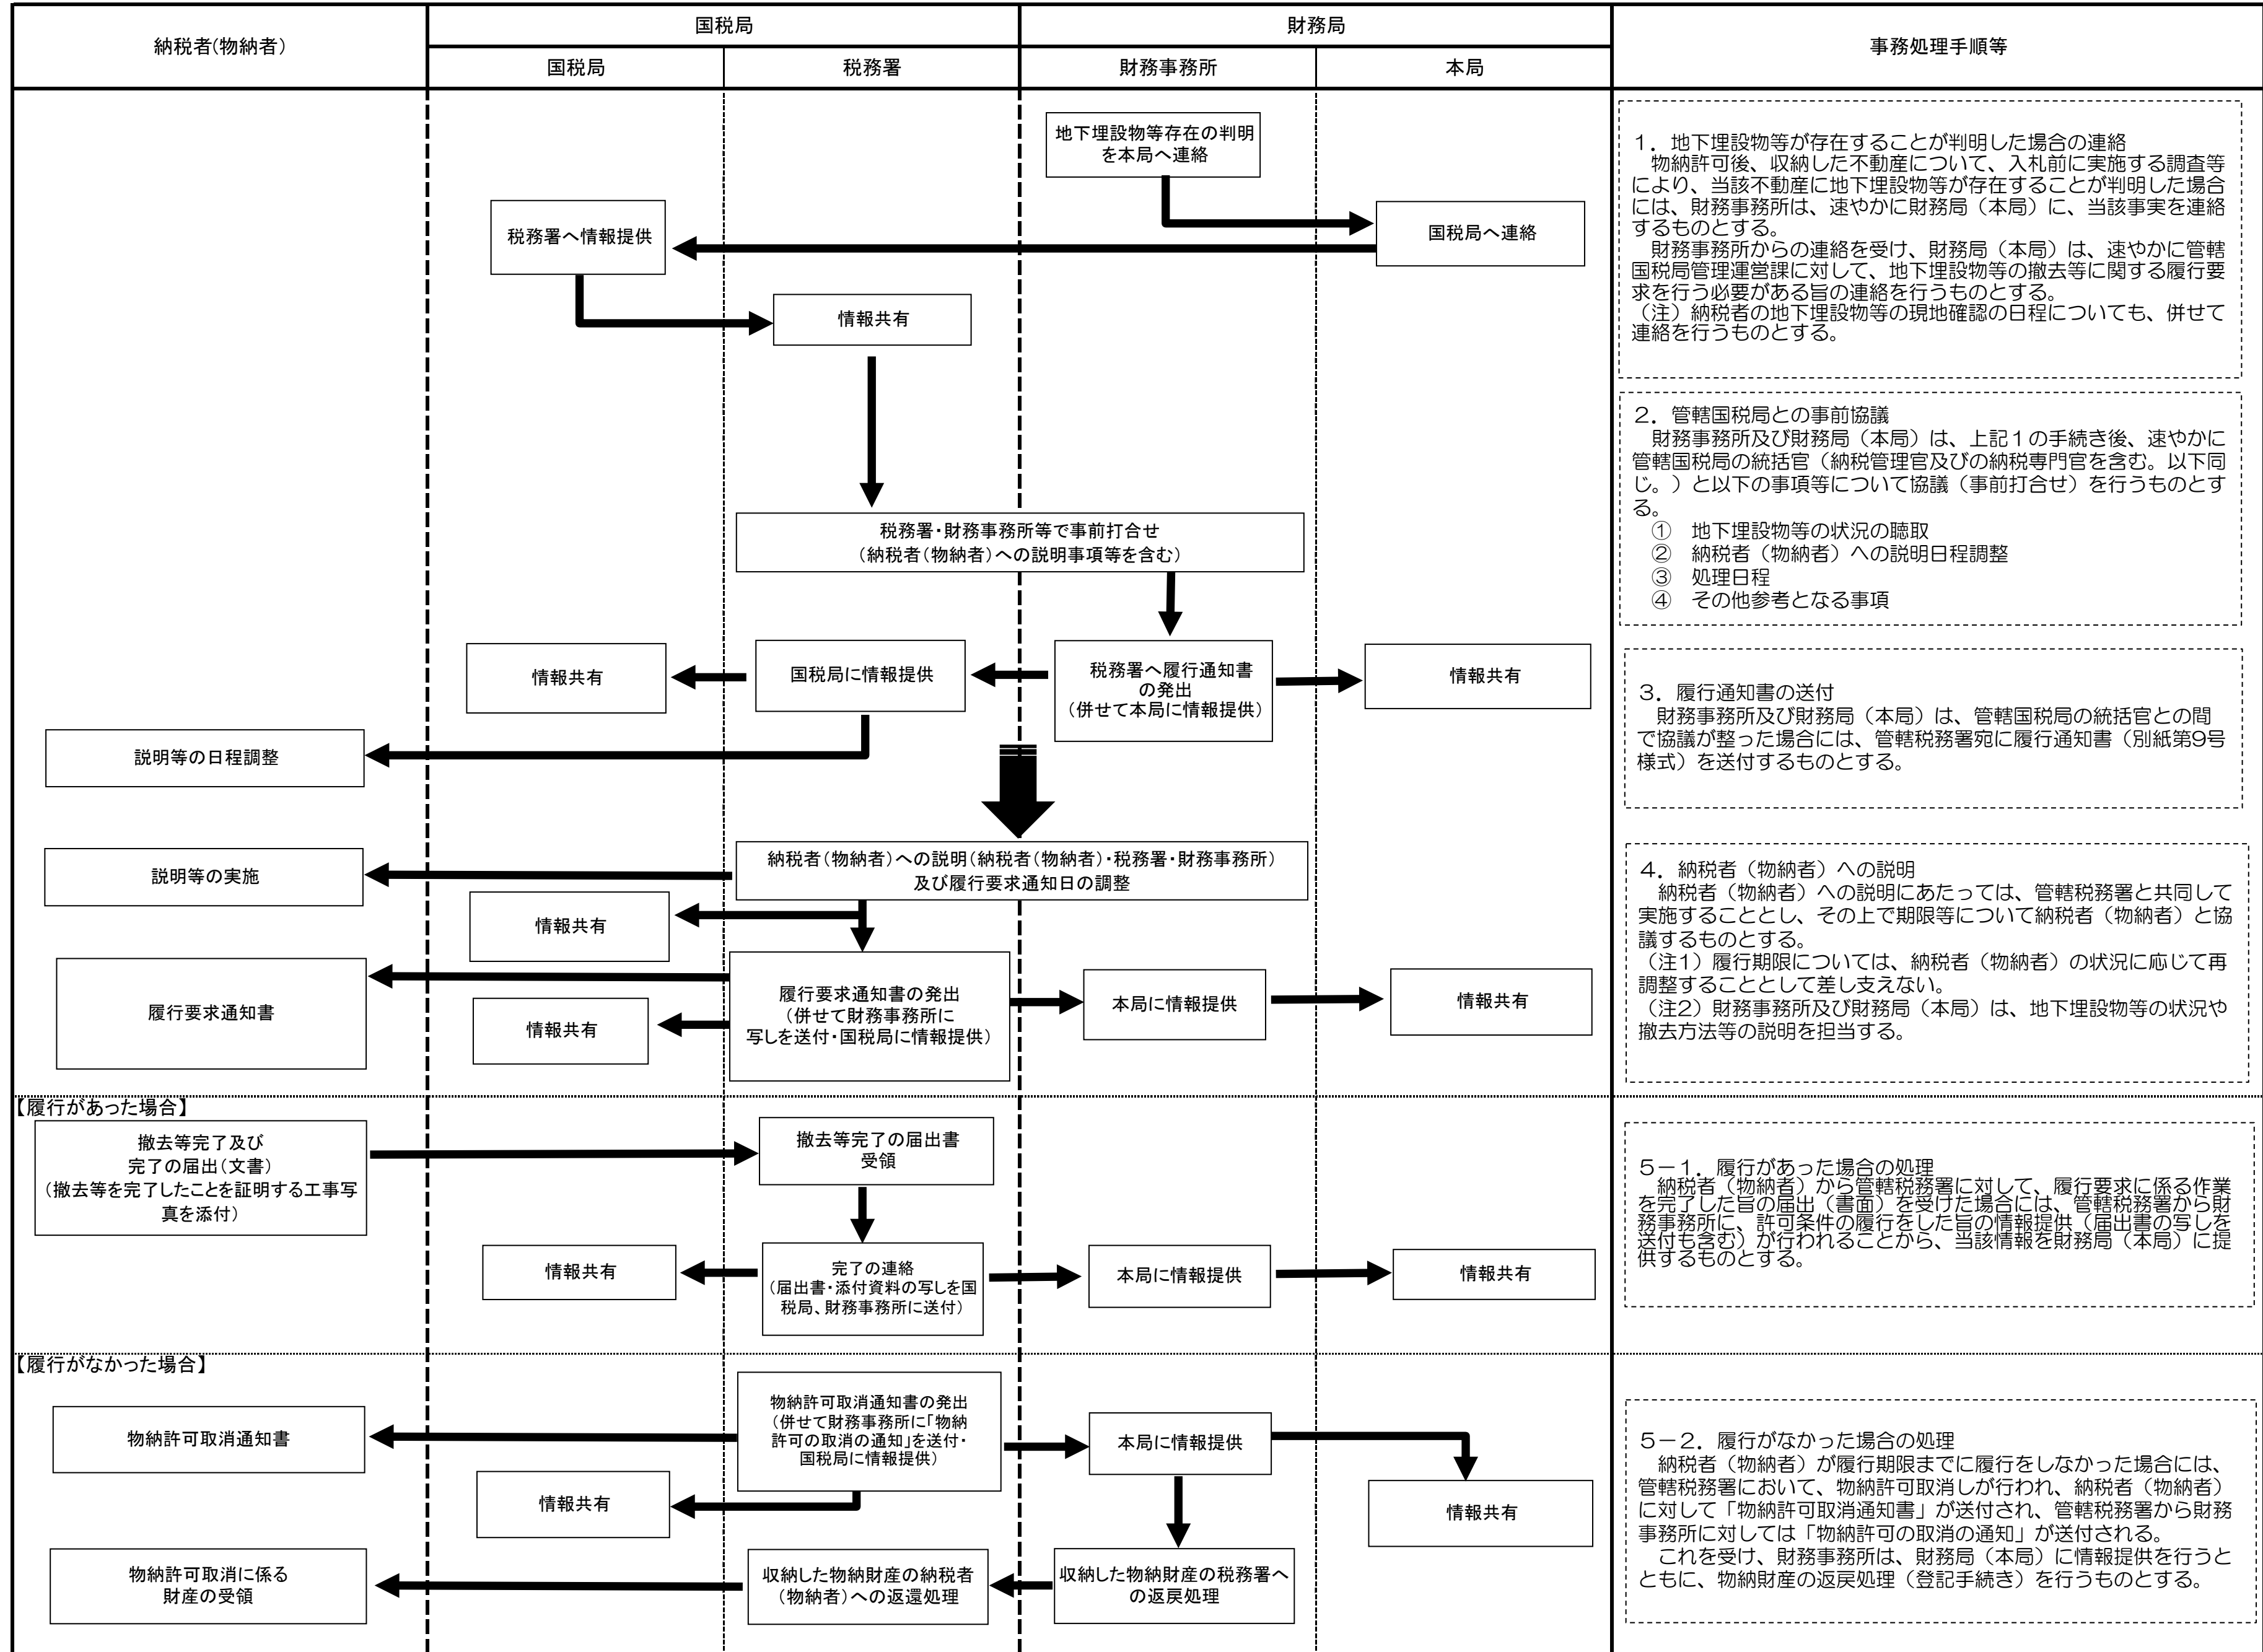 納税者(物納者)
国税局
財務局
事務処理手順等
国税局
税務署
財務事務所
本局
地下埋設物等存在の判明
を本局へ連絡
税務署へ情報提供
国税局へ連絡
情報共有
税務署・財務事務所等で事前打合せ
(納税者(物納者)への説明事項等を含む)
情報共有
国税局に情報提供
税務署へ履行通知書
の発出
(併せて本局に情報提供)
情報共有
説明等の日程調整
説明等の実施
納税者(物納者)への説明(納税者(物納者)・税務署・財務事務所)
及び履行要求通知日の調整
情報共有
履行要求通知書
情報共有
履行要求通知書の発出
(併せて財務事務所に
写しを送付・国税局に情報提供)
本局に情報提供
情報共有
【履行があった場合】
撤去等完了及び
完了の届出(文書)
(撤去等を完了したことを証明する工事写
真を添付)
撤去等完了の届出書
受領
情報共有
完了の連絡
(届出書・添付資料の写しを国
税局、財務事務所に送付)
本局に情報提供
情報共有
【履行がなかった場合】
物納許可取消通知書
物納許可取消通知書の発出
(併せて財務事務所に「物納
許可の取消の通知」を送付・
国税局に情報提供)
本局に情報提供
情報共有
情報共有
物納許可取消に係る
財産の受領
収納した物納財産の納税者
(物納者)への返還処理
収納した物納財産の税務署へ
の返戻処理
1．地下埋設物等が存在することが判明した場合の連絡
物納許可後、収納した不動産について、入札前に実施する調査等
により、当該不動産に地下埋設物等が存在することが判明した場合
には、財務事務所は、速やかに財務局（本局）に、当該事実を連絡
するものとする。
財務事務所からの連絡を受け、財務局（本局）は、速やかに管轄
国税局管理運営課に対して、地下埋設物等の撤去等に関する履行要
求を行う必要がある旨の連絡を行うものとする。
（注）納税者の地下埋設物等の現地確認の日程についても、併せて
連絡を行うものとする。
2．管轄国税局との事前協議
財務事務所及び財務局（本局）は、上記１の手続き後、速やかに
管轄国税局の統括官（納税管理官及びの納税専門官を含む。以下同
じ。）と以下の事項等について協議（事前打合せ）を行うものとす
る。
①　地下埋設物等の状況の聴取
②　納税者（物納者）への説明日程調整
③　処理日程
④　その他参考となる事項
3．履行通知書の送付
財務事務所及び財務局（本局）は、管轄国税局の統括官との間
で協議が整った場合には、管轄税務署宛に履行通知書（別紙第9号
様式）を送付するものとする。
4．納税者（物納者）への説明
納税者（物納者）への説明にあたっては、管轄税務署と共同して
実施することとし、その上で期限等について納税者（物納者）と協
議するものとする。
（注1）履行期限については、納税者（物納者）の状況に応じて再
調整することとして差し支えない。
（注2）財務事務所及び財務局（本局）は、地下埋設物等の状況や
撤去方法等の説明を担当する。
5－1．履行があった場合の処理
納税者（物納者）から管轄税務署に対して、履行要求に係る作業
を完了した旨の届出（書面）を受けた場合には、管轄税務署から財
務事務所に、許可条件の履行をした旨の情報提供（届出書の写しを
送付も含む）が行われることから、当該情報を財務局（本局）に提
供するものとする。
5－2．履行がなかった場合の処理
納税者（物納者）が履行期限までに履行をしなかった場合には、
管轄税務署において、物納許可取消しが行われ、納税者（物納者）
に対して「物納許可取消通知書」が送付され、管轄税務署から財務
事務所に対しては「物納許可の取消の通知」が送付される。
これを受け、財務事務所は、財務局（本局）に情報提供を行うと
ともに、物納財産の返戻処理（登記手続き）を行うものとする。